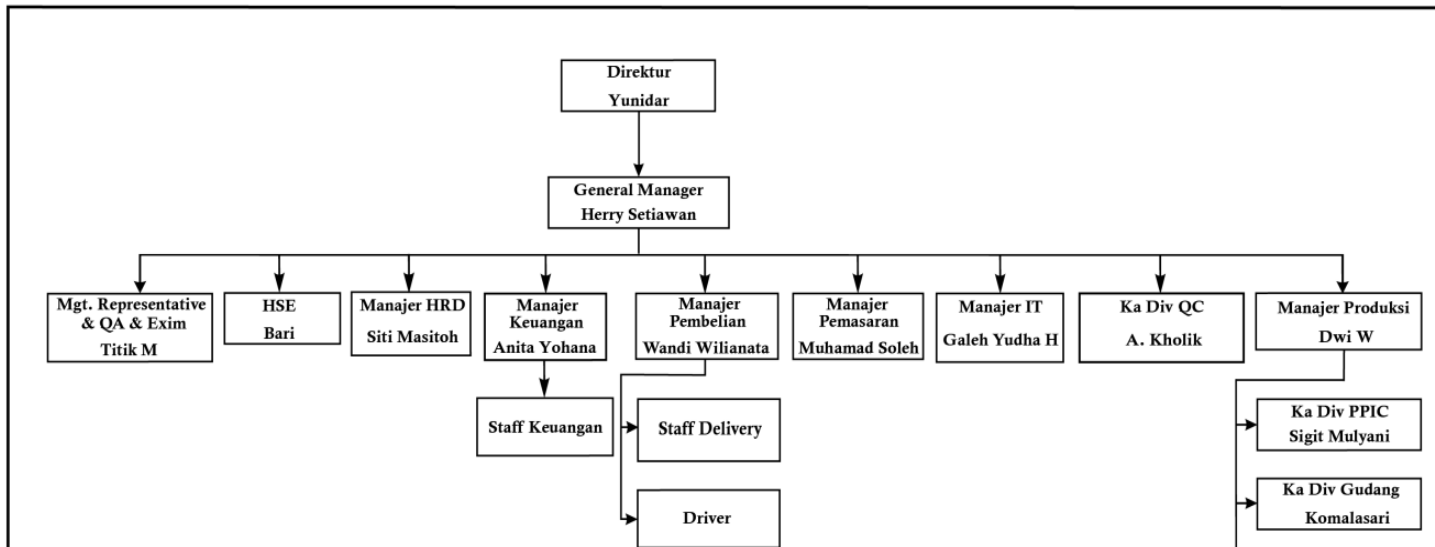 Direktur
Yunidar
General Manager
Herry Setiawan
Mgt. Representative
& QA & Exim
Titik M
HSE
Bari
Manajer HRD
Siti Masitoh
Manajer
Keuangan
Anita Yohana
Manajer
Pembelian
Wandi Wilianata
Manajer
Pemasaran
Muhamad Soleh
Manajer IT
Galeh Yudha H
Ka Div QC
A. Kholik
Manajer Produksi
Dwi W
Staff Keuangan
Staff Delivery
Driver
Ka Div PPIC
Sigit Mulyani
Ka Div Gudang
Komalasari